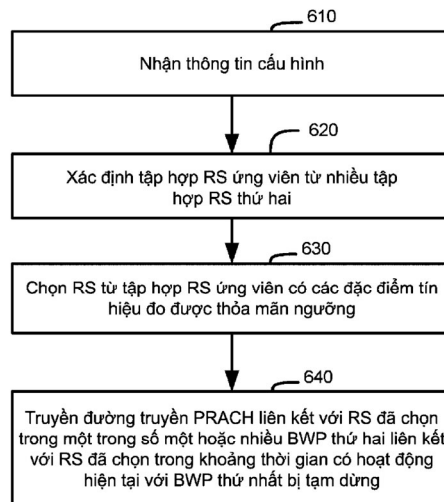 610
Nhận thông tin cấu hình
620
Xác định tập hợp RS ứng viên từ nhiều tập
hợp RS thứ hai
630
Chọn RS từ tập hợp RS ứng viên có các đặc điểm tín
hiệu đo được thỏa mãn ngưỡng
640
Truyền đường truyền PRACH liên kết với RS đã chọn
trong một trong số một hoặc nhiều BWP thứ hai liên kết
với RS đã chọn trong khoảng thời gian có hoạt động
hiện tại với BWP thứ nhất bị tạm dừng